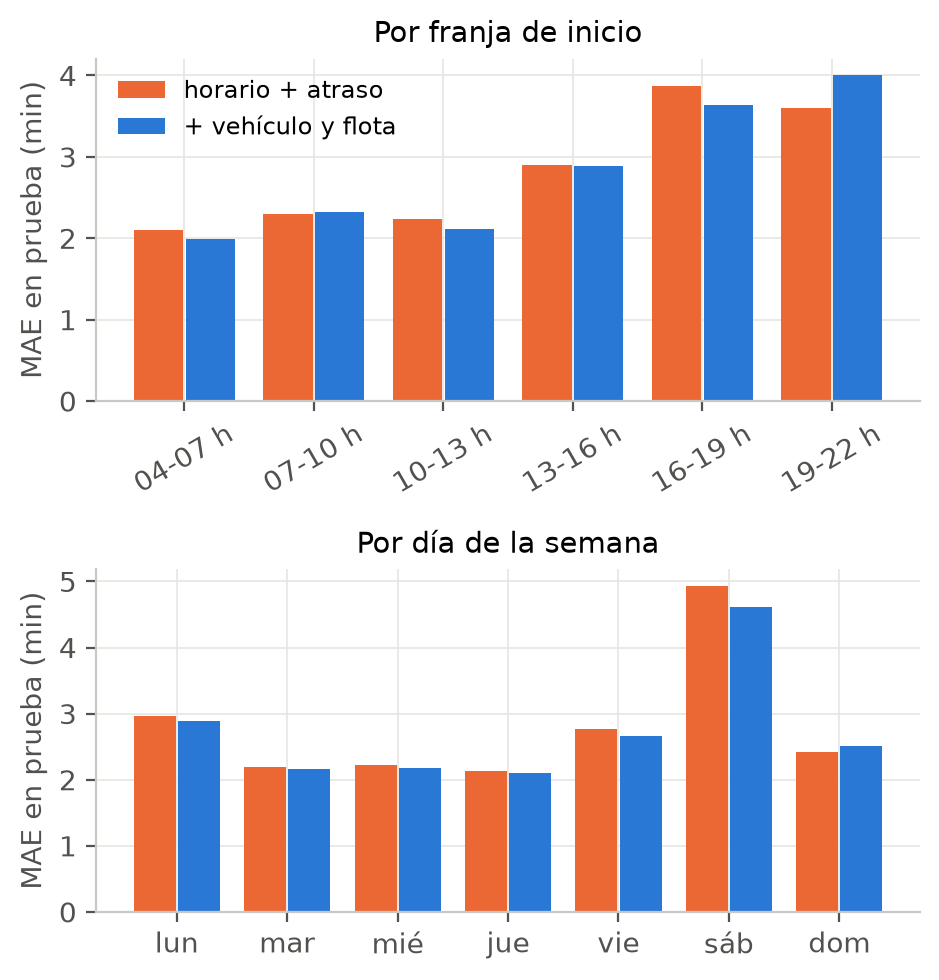 Por franja de inicio
MAE en prueba (min)
4
3
2
1
0
horario + atraso
+ vehículo y flota
04-07 h
07-10 h
10-13 h
13-16 h
16-19 h
19-22 h
Por día de la semana
MAE en prueba (min)
5
4
3
2
1
0
lun
mar
mié
jue
vie
sáb
dom